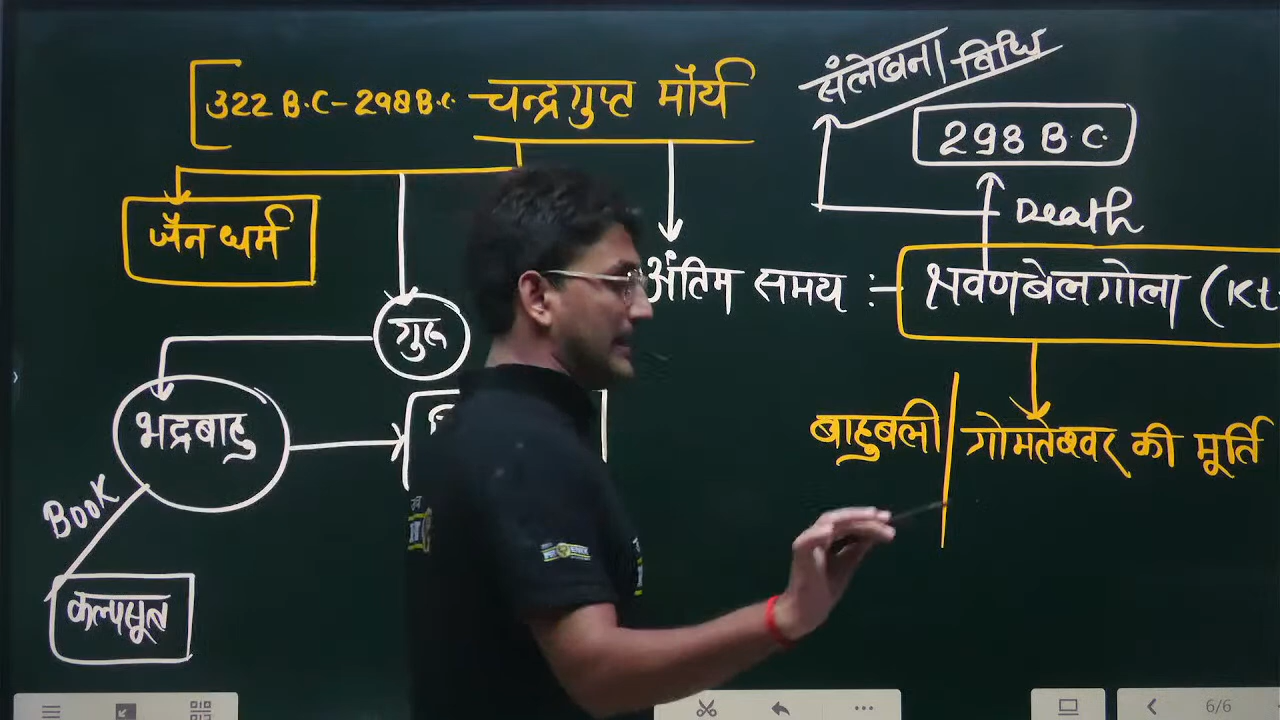 संलेखना विधि
322 B.C - 298 B.C. चन्द्रगुप्त मॉर्य
298 B.C.
Death
जॅन धर्म
अंतिम समय :- श्रवणबेलगोला (Kt.
गुरु
भद्रबाहु
बाहुबली गोमतेश्वर की मूर्ति
Book
कल्पसूत्र
6/6